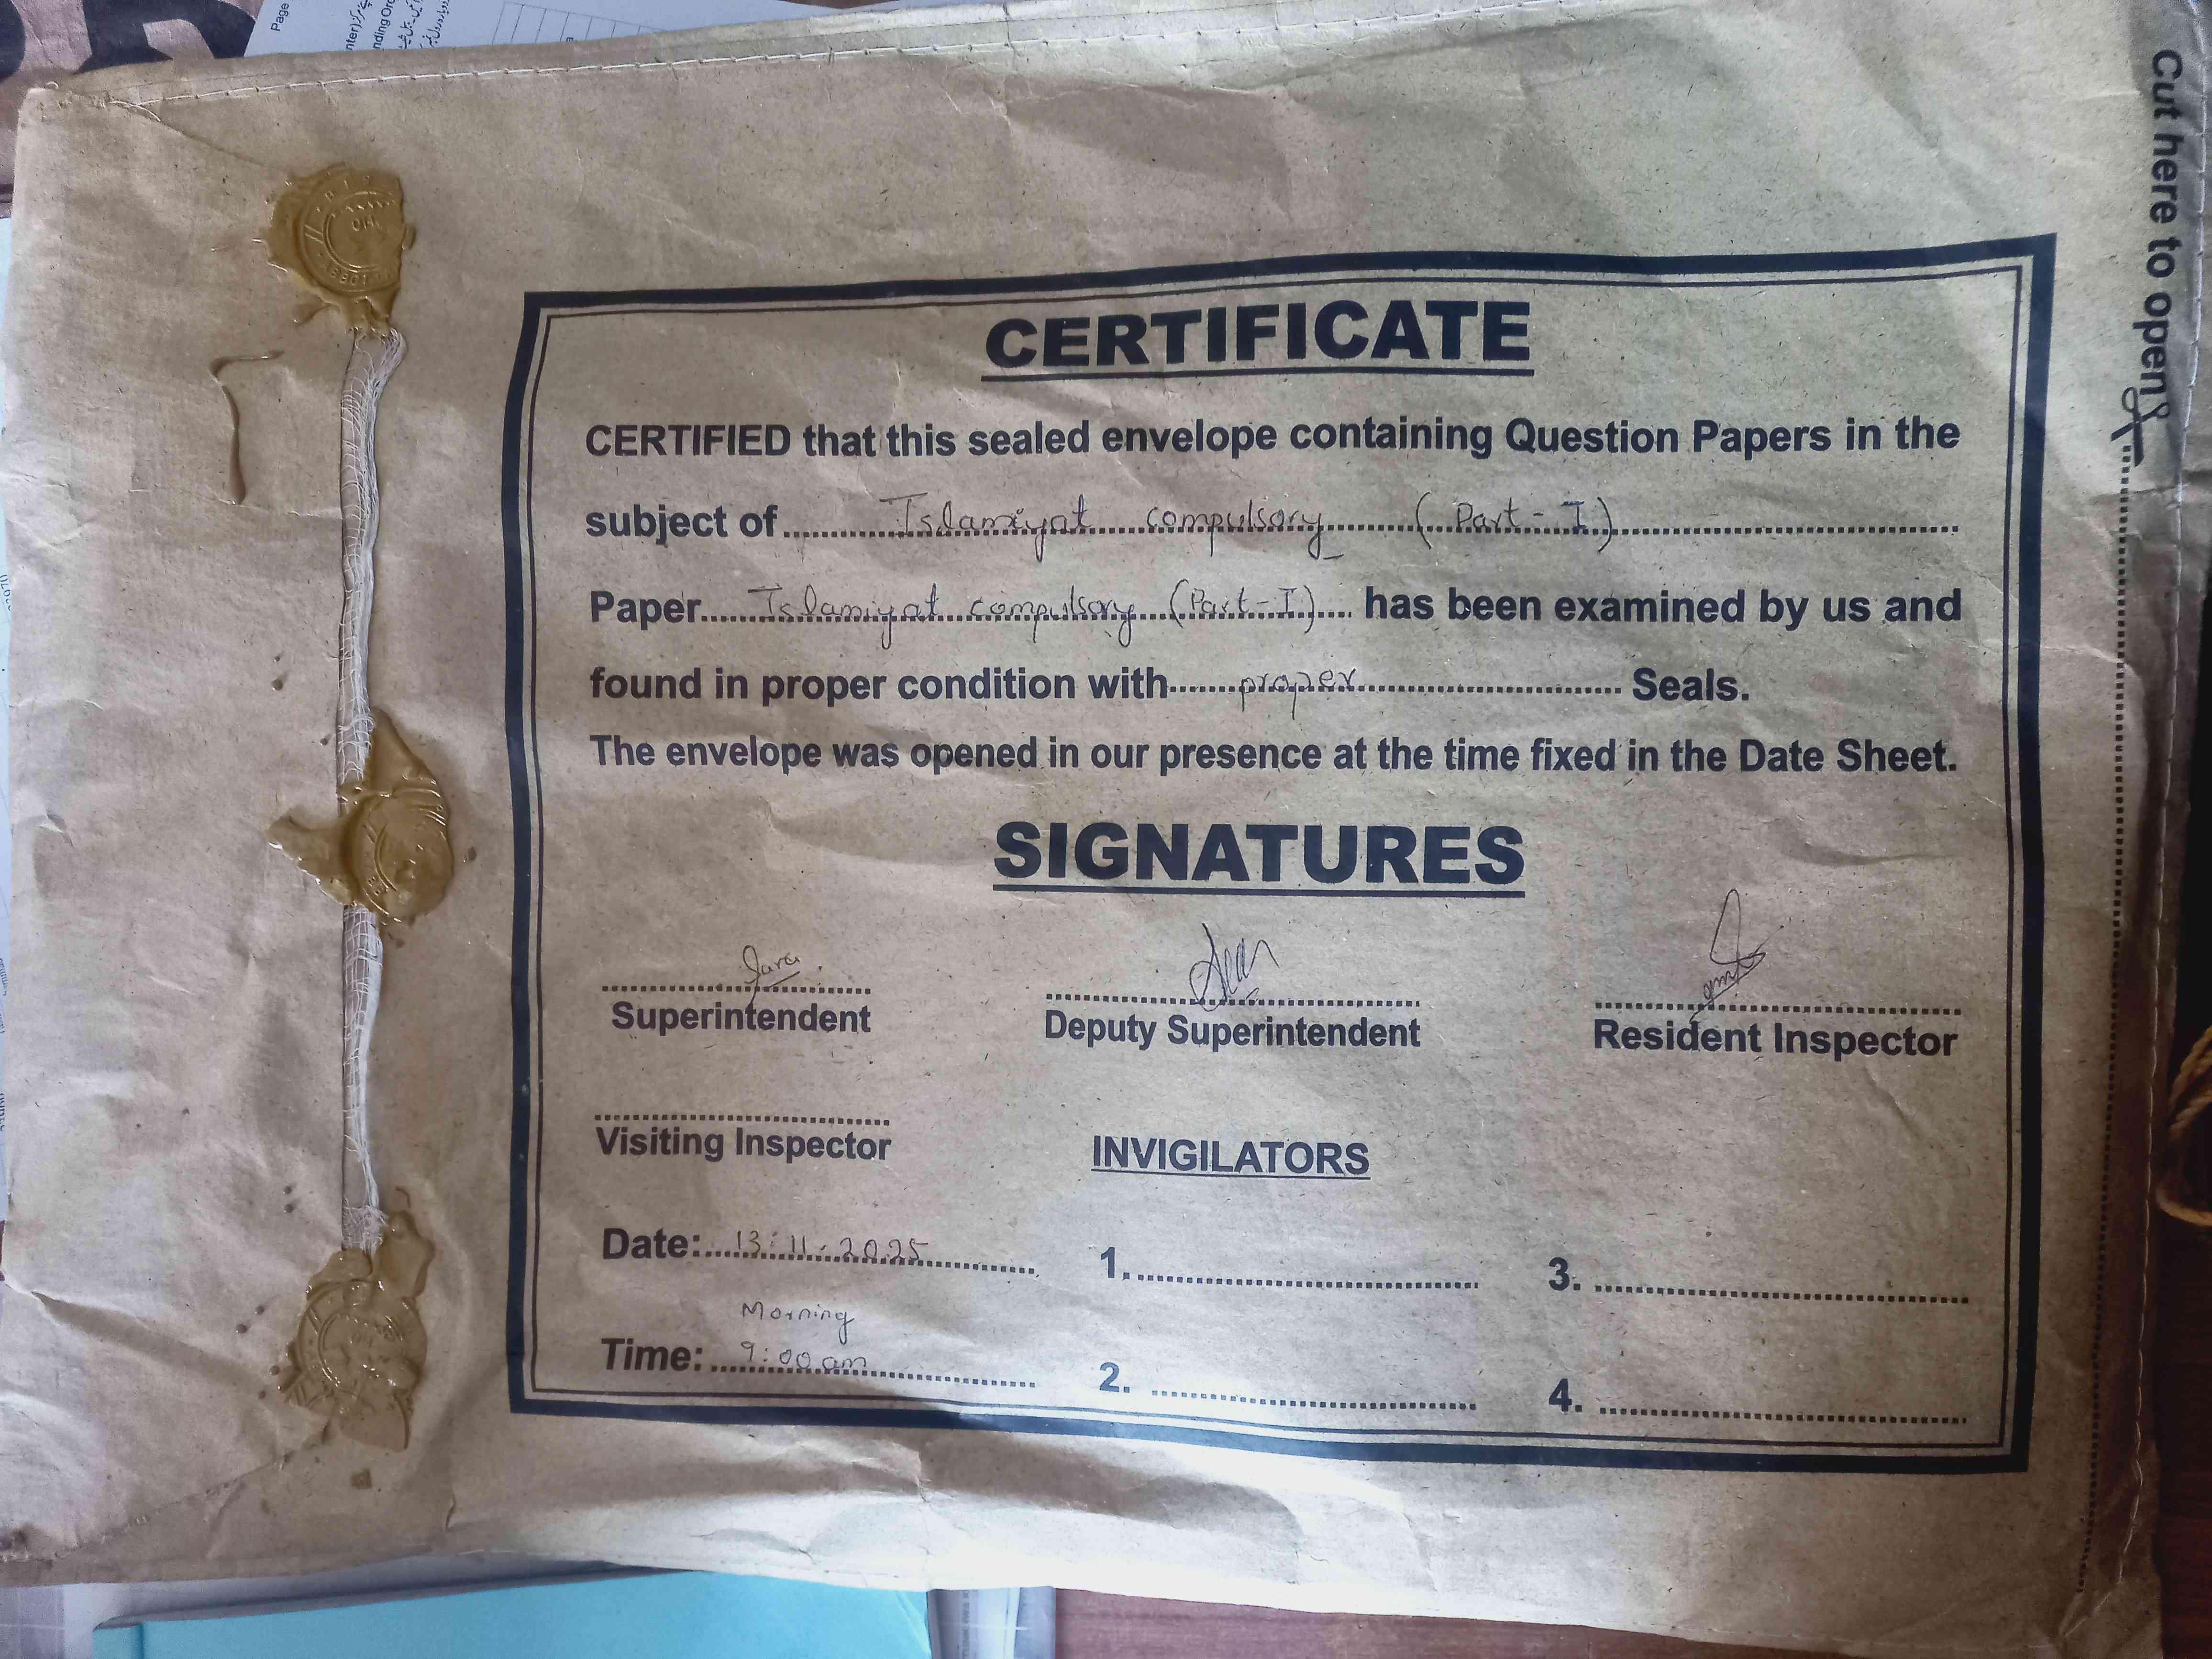 Page
nding Ord
Cut here to open
CERTIFICATE
CERTIFIED that this sealed envelope containing Question Papers in the
subject of Islamiyat compulsory (Part - I)
Paper Islamiyat compulsory (Part - I) has been examined by us and
found in proper condition with proper Seals.
The envelope was opened in our presence at the time fixed in the Date Sheet.
SIGNATURES
Superintendent
Deputy Superintendent
Resident Inspector
Visiting Inspector
INVIGILATORS
Date: 13.11.2025
1.
3.
Morning
Time: 9:00 am
2.
4.